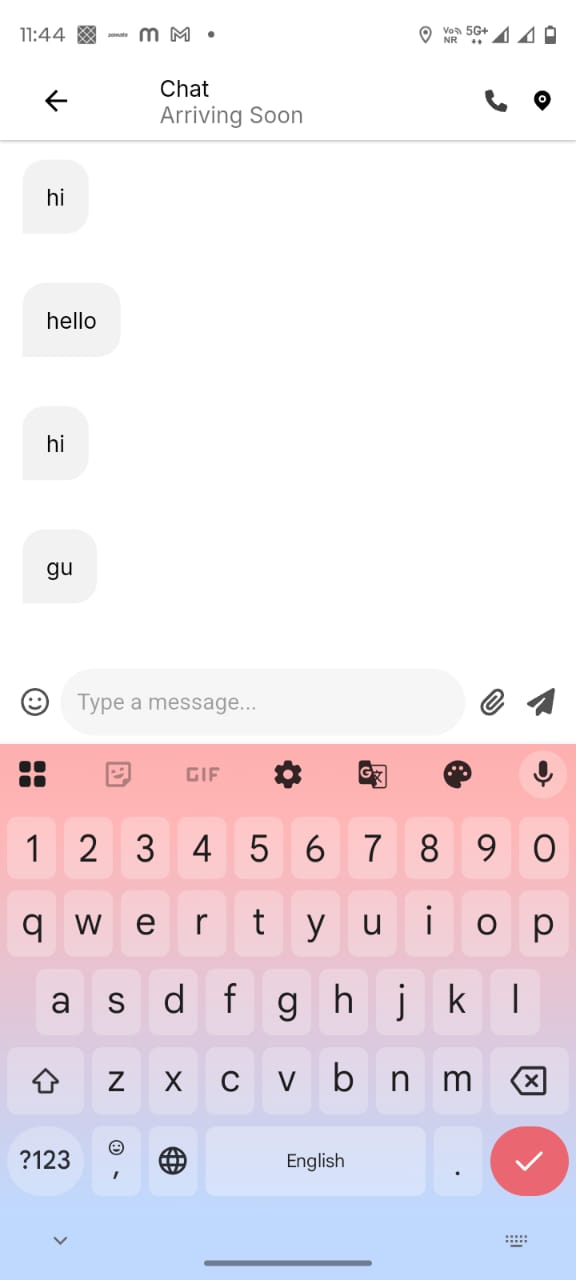 11:44
Vo
NR
5G+
Chat
Arriving Soon
hi
hello
hi
gu
Type a message...
GIF
1 2 3 4 5 6 7 8 9 0
q w e r t y u i o p
a s d f g h j k l
z x c v b n m
?123 , English .